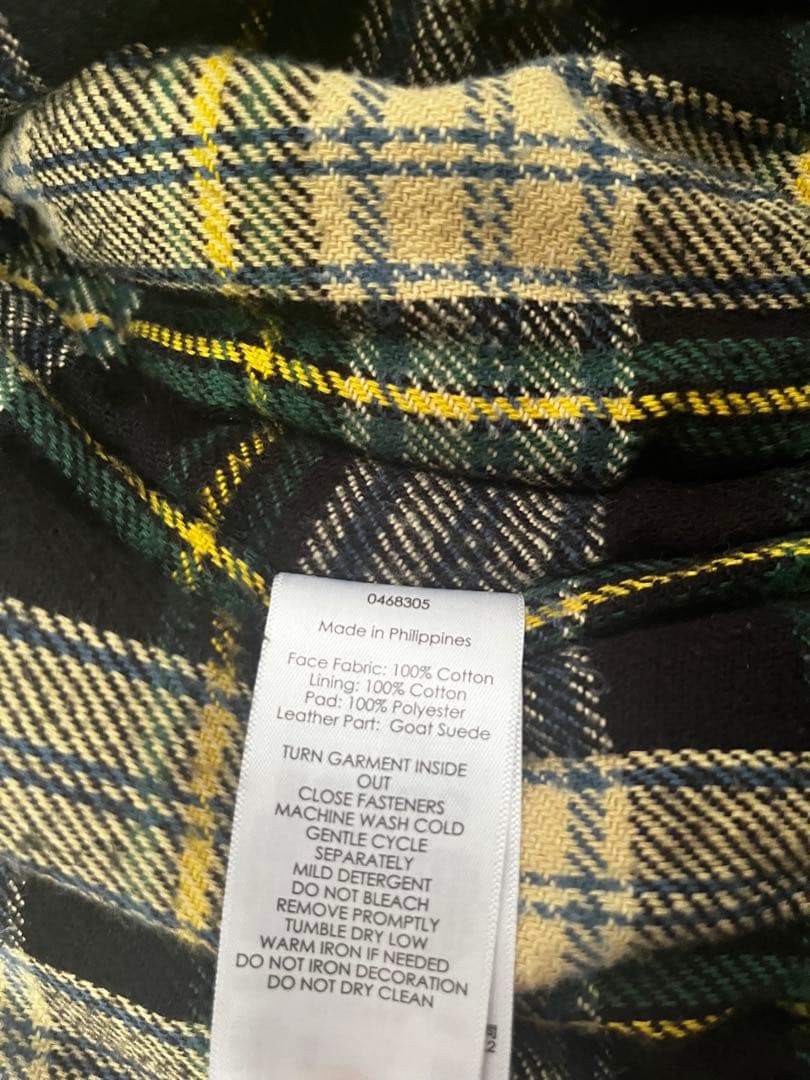 0468305
Made in Philippines
Face Fabric: 100% Cotton
Lining: 100% Cotton
Pad: 100% Polyester
Leather Part: Goat Suede
TURN GARMENT INSIDE
OUT
CLOSE FASTENERS
MACHINE WASH COLD
GENTLE CYCLE
SEPARATELY
MILD DETERGENT
DO NOT BLEACH
REMOVE PROMPTLY
TUMBLE DRY LOW
WARM IRON IF NEEDED
DO NOT IRON DECORATION
DO NOT DRY CLEAN
2